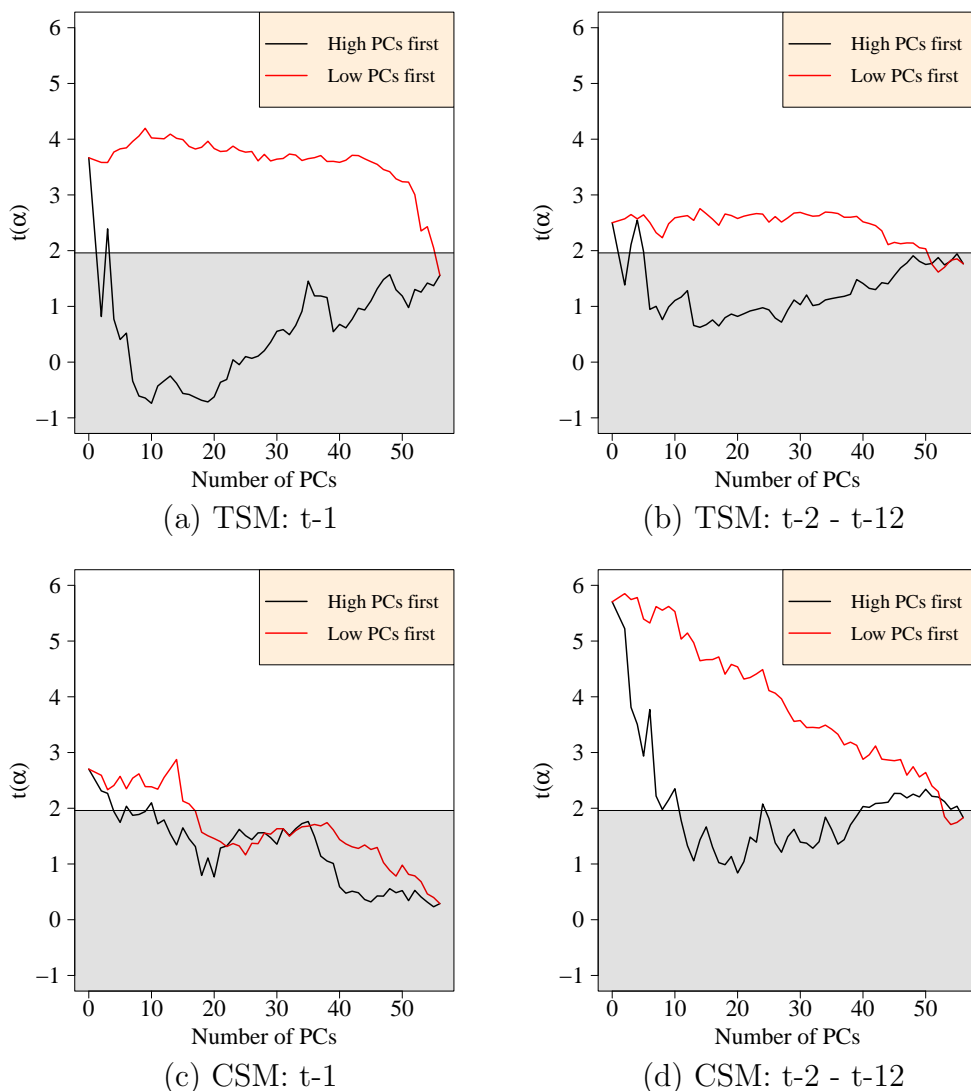 6
5
4
3
2
1
0
−1
t(α)
High PCs first
Low PCs first
0 10 20 30 40 50
Number of PCs
(a) TSM: t-1
6
5
4
3
2
1
0
−1
t(α)
High PCs first
Low PCs first
0 10 20 30 40 50
Number of PCs
(b) TSM: t-2 - t-12
6
5
4
3
2
1
0
−1
t(α)
High PCs first
Low PCs first
0 10 20 30 40 50
Number of PCs
(c) CSM: t-1
6
5
4
3
2
1
0
−1
t(α)
High PCs first
Low PCs first
0 10 20 30 40 50
Number of PCs
(d) CSM: t-2 - t-12